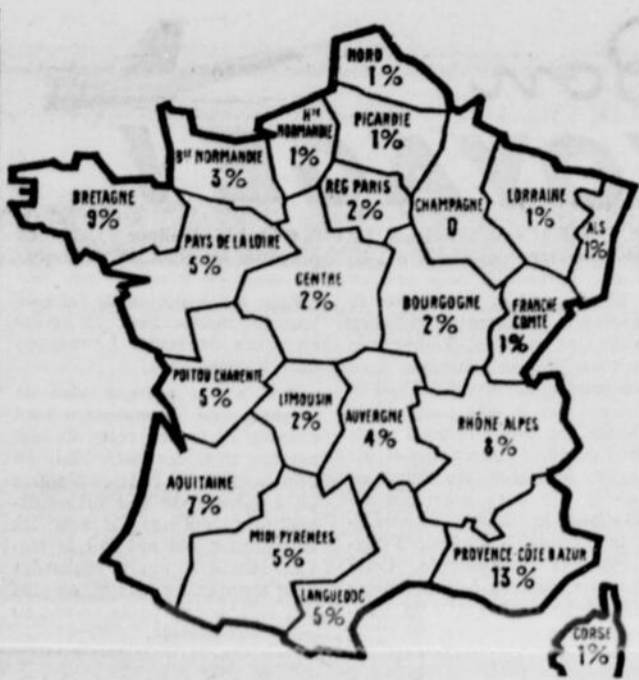 NORD
1%
PICARDIE
1%
Hte
NORMANDIE
1%
Bse NORMANDIE
3%
BRETAGNE
9%
REG PARIS
2%
CHAMPAGNE
0
LORRAINE
1%
ALS
1%
PAYS DE LA LOIRE
5%
CENTRE
2%
BOURGOGNE
2%
FRANCHE
COMTÉ
1%
POITOU CHARENTE
5%
LIMOUSIN
2%
AUVERGNE
4%
RHÔNE-ALPES
8%
AQUITAINE
7%
MIDI PYRÉNÉES
5%
LANGUEDOC
5%
PROVENCE-CÔTE D'AZUR
13%
CORSE
1%